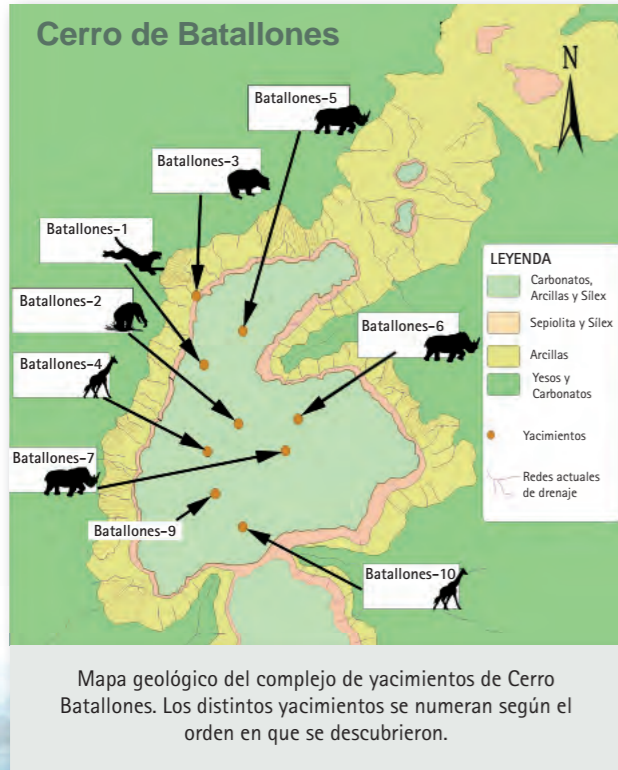 Cerro de Batallones
N
Batallones-5
Batallones-3
Batallones-1
Batallones-2
Batallones-4
Batallones-6
Batallones-7
Batallones-9
Batallones-10
LEYENDA
Carbonatos,
Arcillas y Sílex
Sepiolita y Sílex
Arcillas
Yesos y
Carbonatos
Yacimientos
Redes actuales
de drenaje
Mapa geológico del complejo de yacimientos de Cerro
Batallones. Los distintos yacimientos se numeran según el
orden en que se descubrieron.